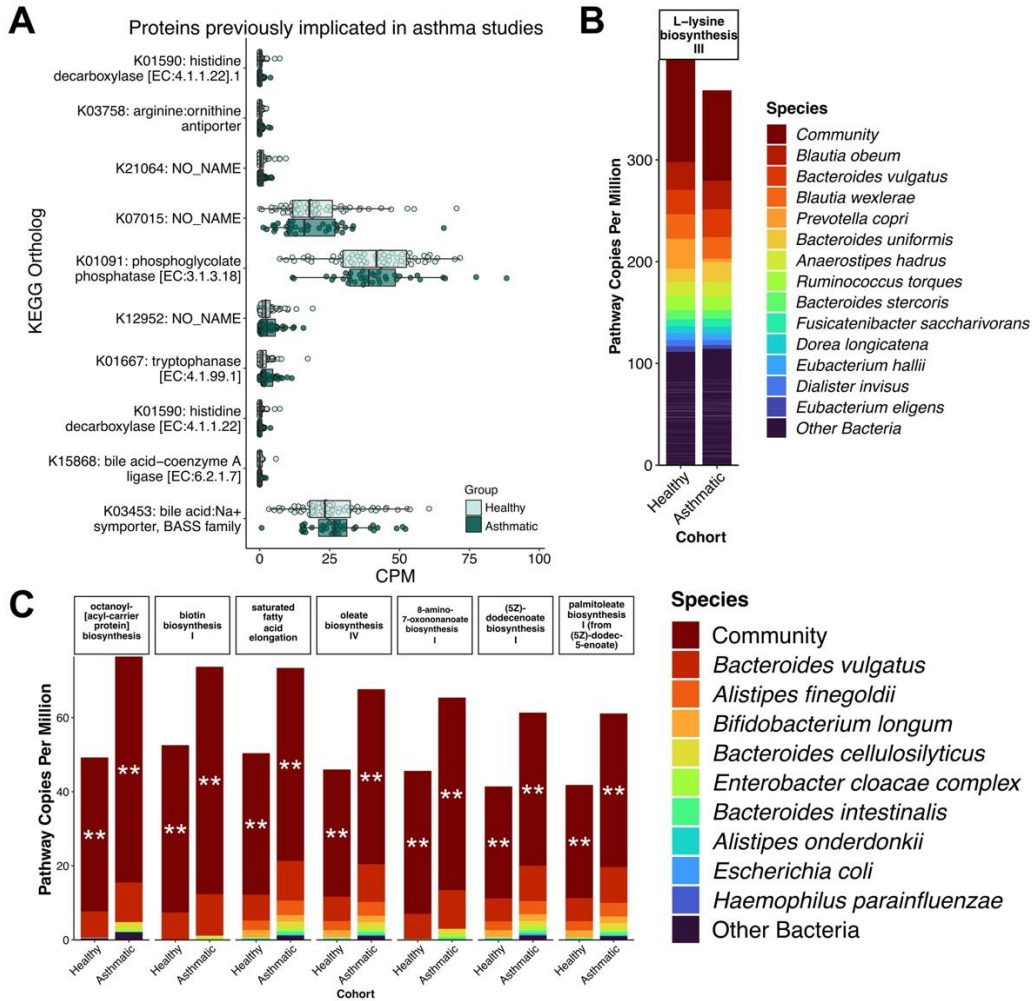 A
Proteins previously implicated in asthma studies
KEGG Ortholog
K01590: histidine
decarboxylase [EC:4.1.1.22].1
K03758: arginine:ornithine
antiporter
K21064: NO_NAME
K07015: NO_NAME
K01091: phosphoglycolate
phosphatase [EC:3.1.3.18]
K12952: NO_NAME
K01667: tryptophanase
[EC:4.1.99.1]
K01590: histidine
decarboxylase [EC:4.1.1.22]
K15868: bile acid–coenzyme A
ligase [EC:6.2.1.7]
K03453: bile acid:Na+
symporter, BASS family
Group
Healthy
Asthmatic
0 25 50 75 100
CPM
B
L–lysine
biosynthesis
III
Pathway Copies Per Million
300
200
100
0
Healthy
Asthmatic
Cohort
Species
Community
Blautia obeum
Bacteroides vulgatus
Blautia wexlerae
Prevotella copri
Bacteroides uniformis
Anaerostipes hadrus
Ruminococcus torques
Bacteroides stercoris
Fusicatenibacter saccharivorans
Dorea longicatena
Eubacterium hallii
Dialister invisus
Eubacterium eligens
Other Bacteria
C
octanoyl-
[acyl-carrier
protein]
biosynthesis
biotin
biosynthesis
I
saturated
fatty
acid
elongation
oleate
biosynthesis
IV
8-amino-
7-oxononanoate
biosynthesis
I
(5Z)-
dodecenoate
biosynthesis
I
palmitoleate
biosynthesis
I (from
(5Z)-dodec-
5-enoate)
Pathway Copies Per Million
60
40
20
0
** ** ** ** ** ** ** ** ** ** ** ** ** **
Healthy Asthmatic Healthy Asthmatic Healthy Asthmatic Healthy Asthmatic Healthy Asthmatic Healthy Asthmatic Healthy Asthmatic
Cohort
Species
Community
Bacteroides vulgatus
Alistipes finegoldii
Bifidobacterium longum
Bacteroides cellulosilyticus
Enterobacter cloacae complex
Bacteroides intestinalis
Alistipes onderdonkii
Escherichia coli
Haemophilus parainfluenzae
Other Bacteria